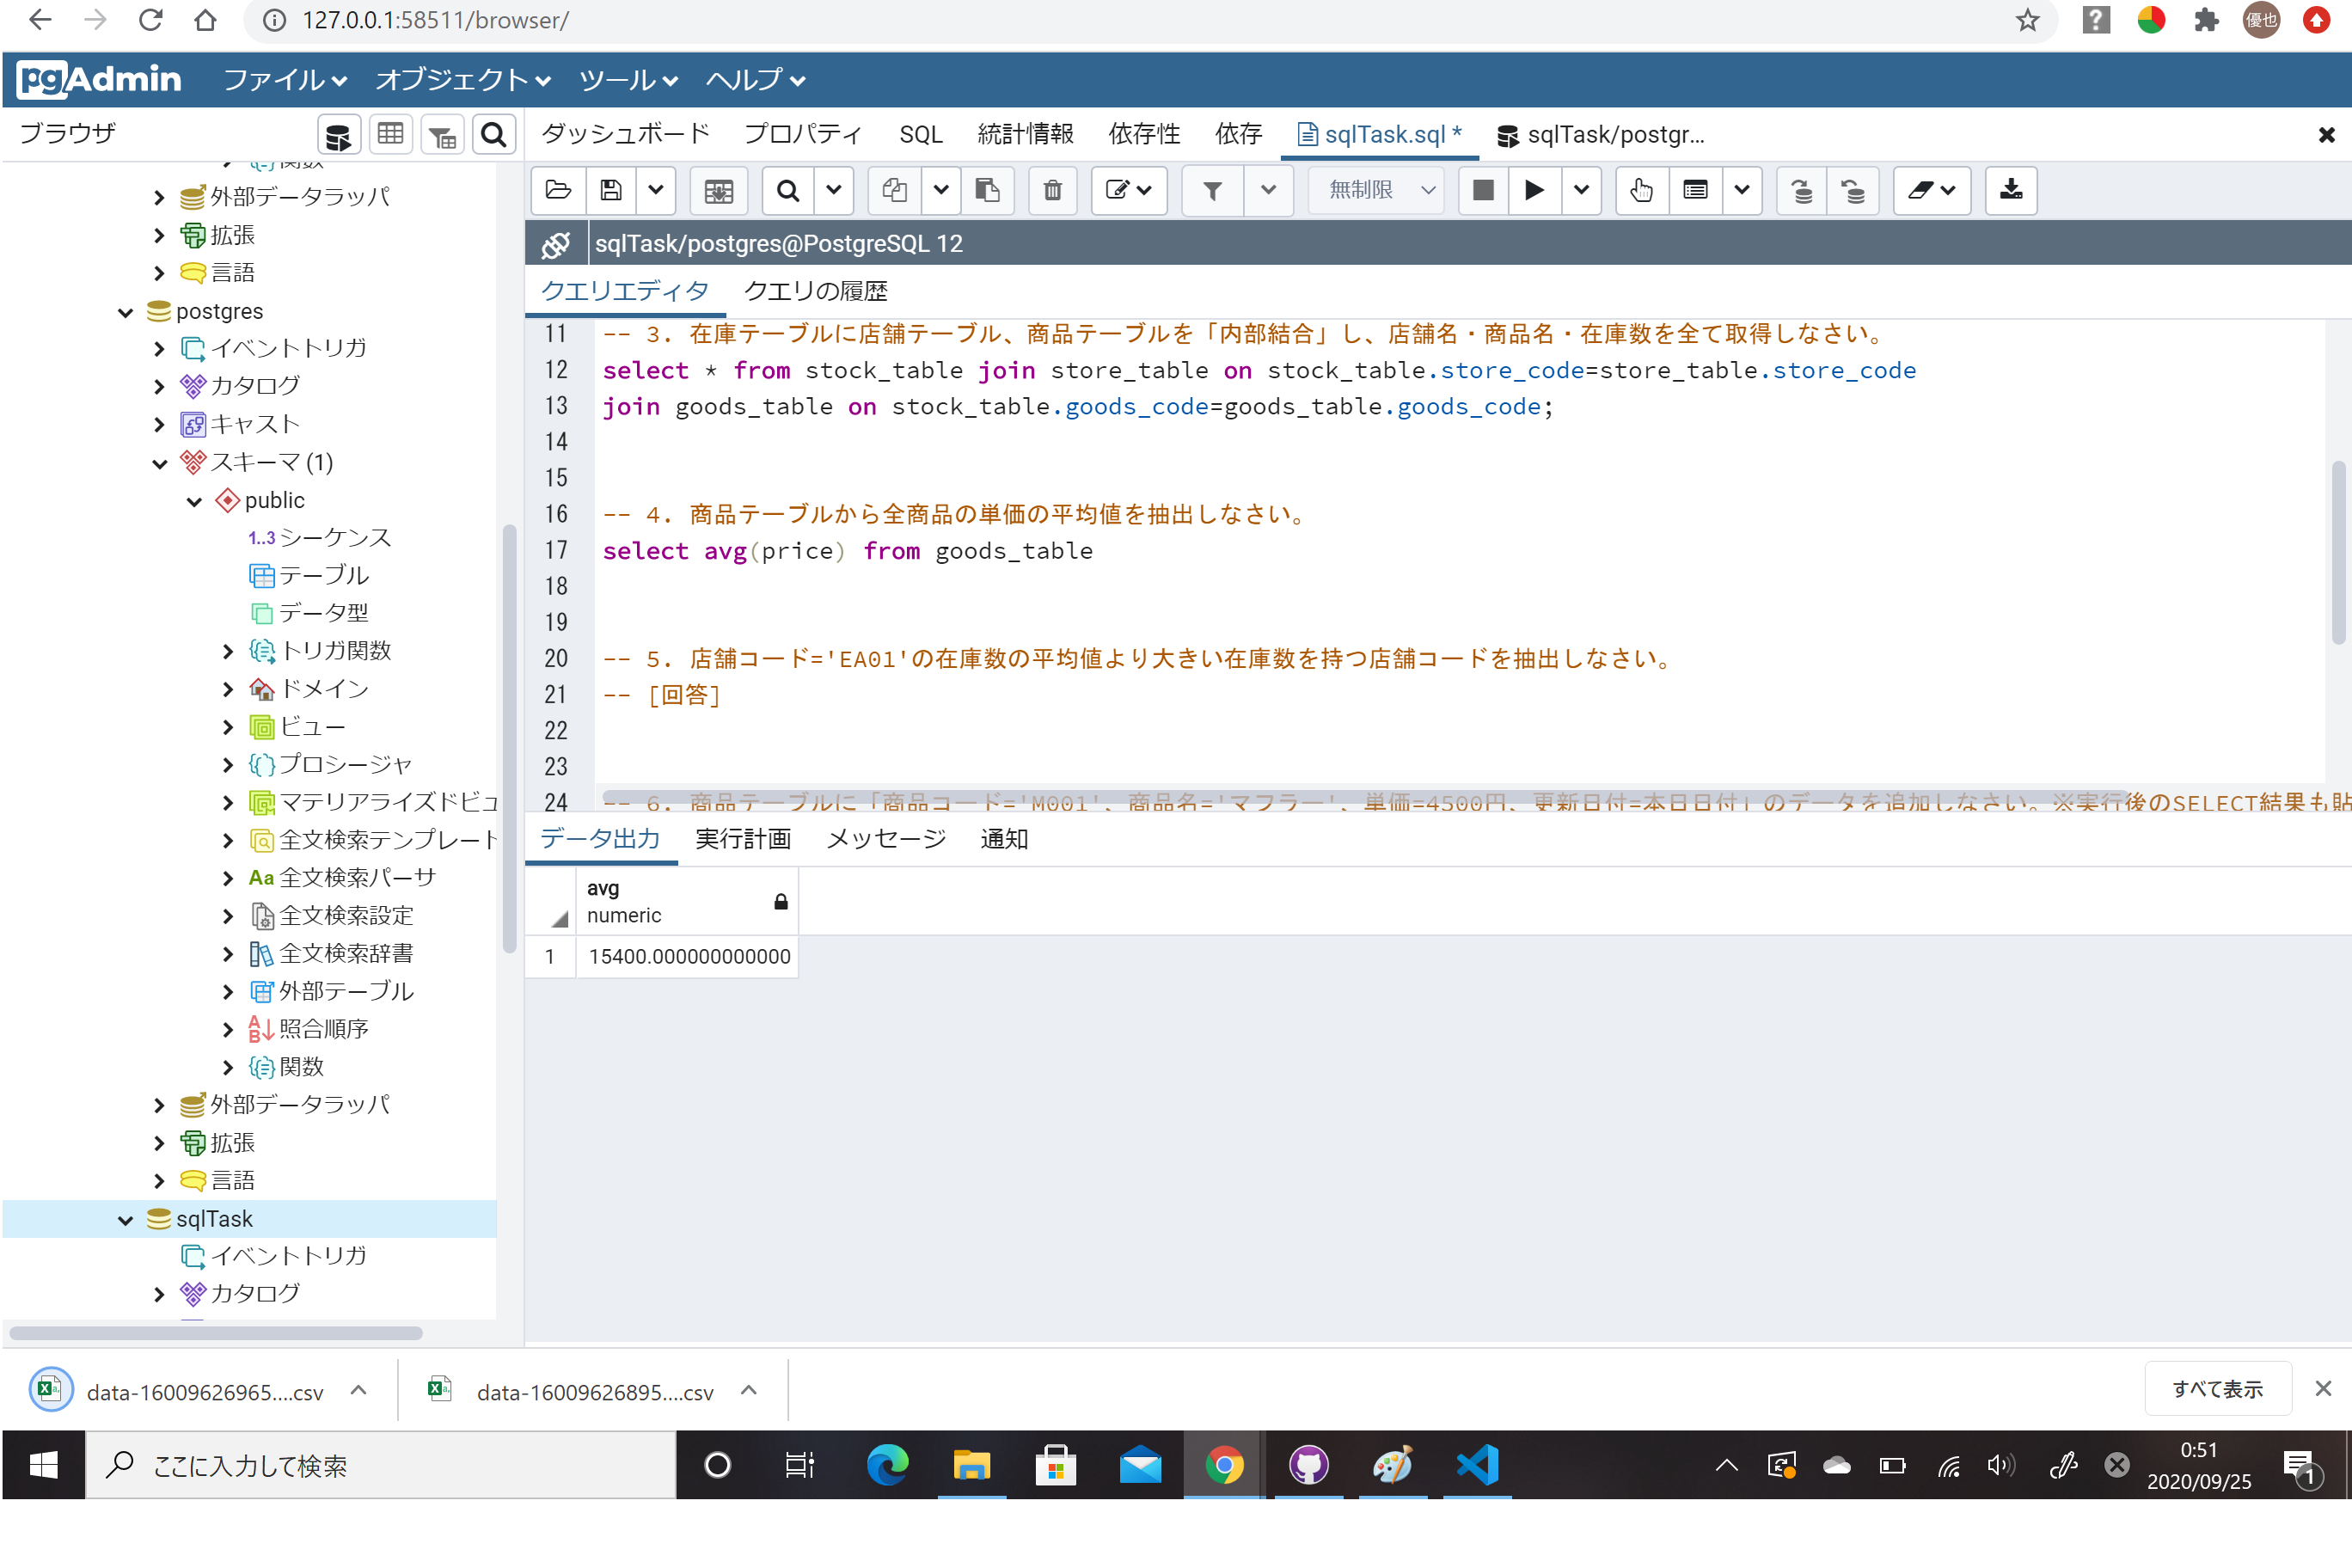 127.0.0.1:58511/browser/
優也
pgAdmin ファイル オブジェクト ツール ヘルプ
ブラウザ
ダッシュボード プロパティ SQL 統計情報 依存性 依存 sqlTask.sql * sqlTask/postgr...
無制限
sqlTask/postgres@PostgreSQL 12
クエリエディタ クエリの履歴
関数
外部データラッパ
拡張
言語
postgres
イベントトリガ
カタログ
キャスト
スキーマ (1)
public
1..3 シーケンス
テーブル
データ型
トリガ関数
ドメイン
ビュー
プロシージャ
マテリアライズドビュ
全文検索テンプレート
Aa 全文検索パーサ
全文検索設定
全文検索辞書
外部テーブル
照合順序
関数
外部データラッパ
拡張
言語
sqlTask
イベントトリガ
カタログ
11 -- 3. 在庫テーブルに店舗テーブル、商品テーブルを「内部結合」し、店舗名・商品名・在庫数を全て取得しなさい。
12 select * from stock_table join store_table on stock_table.store_code=store_table.store_code
13 join goods_table on stock_table.goods_code=goods_table.goods_code;
14
15
16 -- 4. 商品テーブルから全商品の単価の平均値を抽出しなさい。
17 select avg(price) from goods_table
18
19
20 -- 5. 店舗コード='EA01'の在庫数の平均値より大きい在庫数を持つ店舗コードを抽出しなさい。
21 -- [回答]
22
23
24 -- 6. 商品テーブルに「商品コード='M001'、商品名='マフラー'、単価=4500円、更新日付=本日日付」のデータを追加しなさい。※実行後のSELECT結果も貼
データ出力 実行計画 メッセージ 通知
avg
numeric
1 15400.000000000000
data-16009626965....csv
data-16009626895....csv
すべて表示
ここに入力して検索
0:51
2020/09/25
1